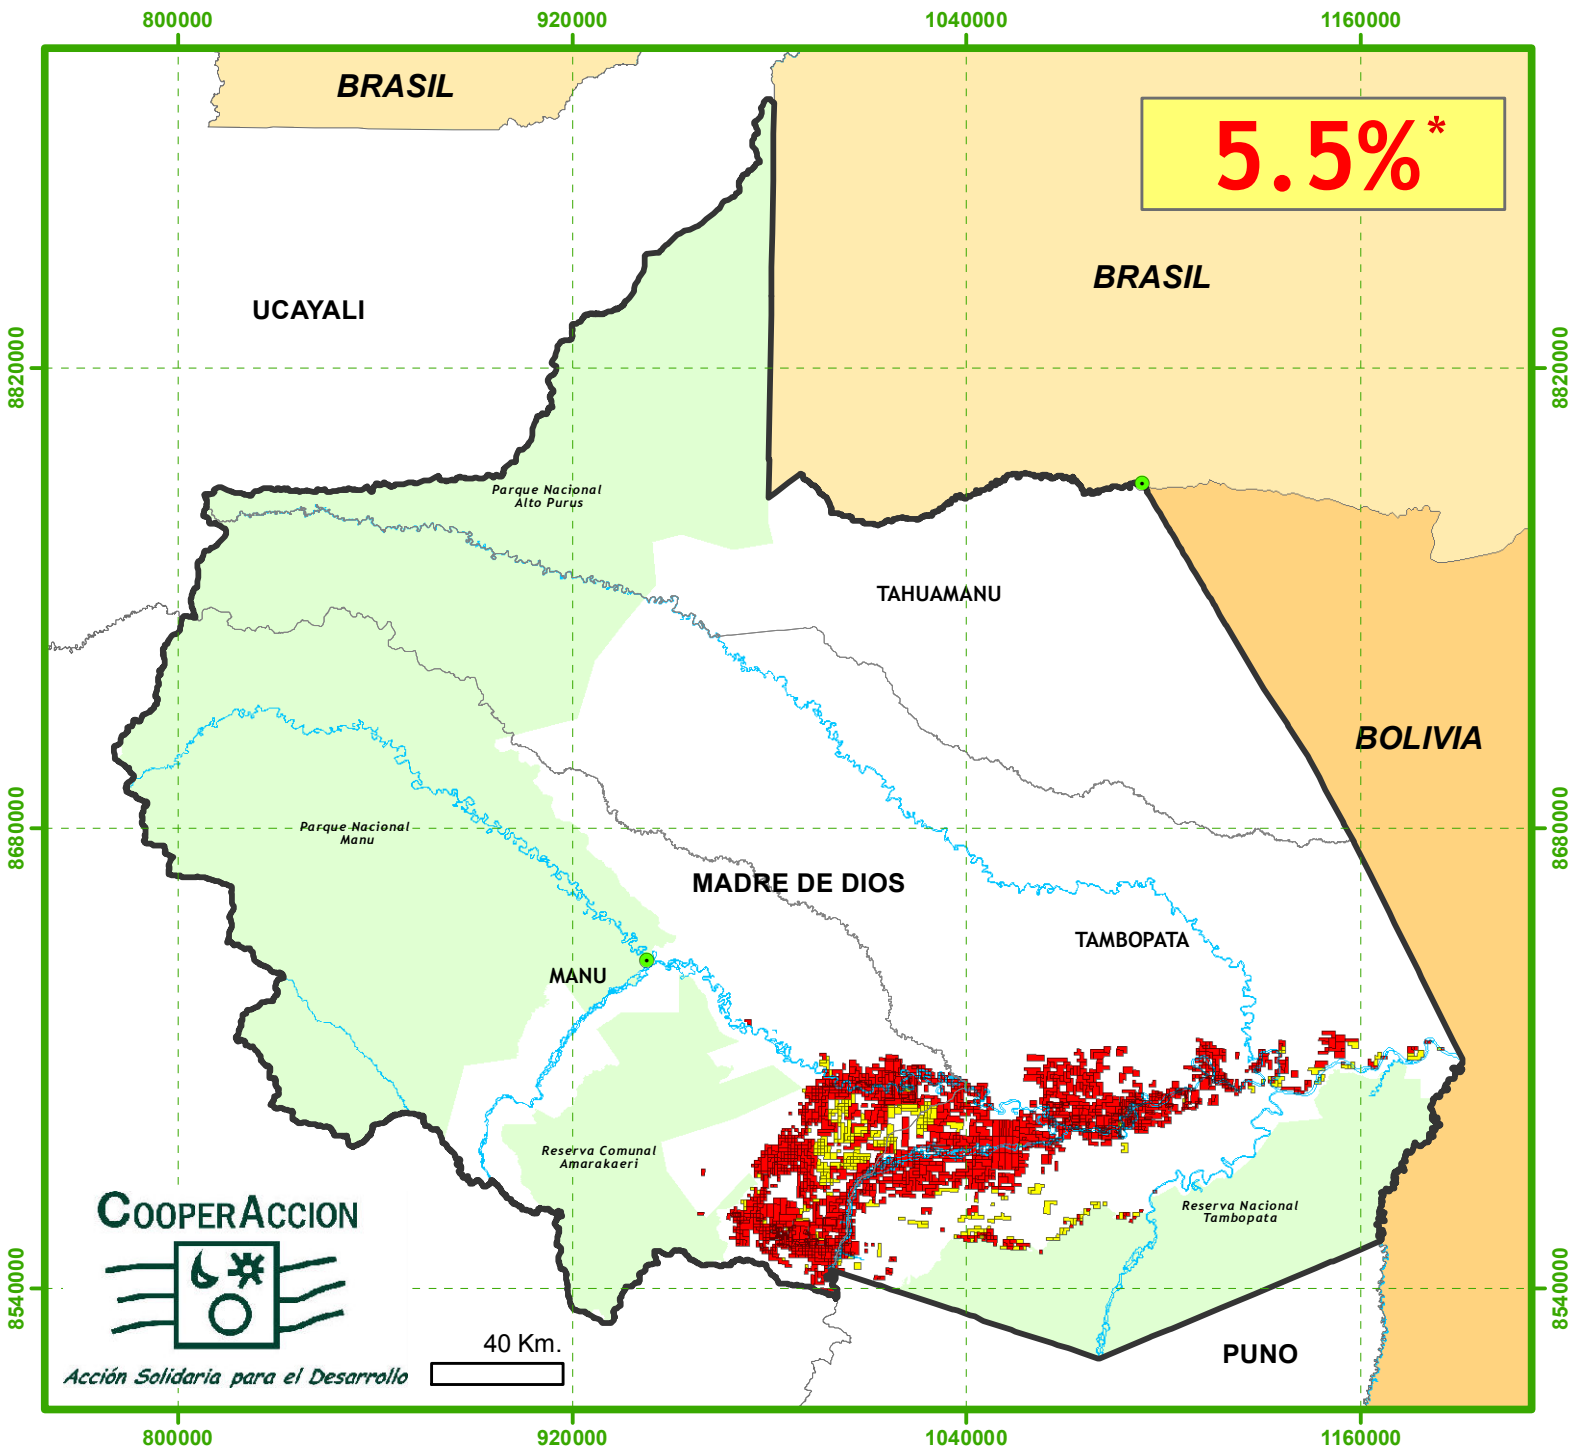 800000
920000
1040000
1160000
BRASIL
5.5%*
BRASIL
UCAYALI
8820000
8820000
Parque Nacional
Alto Purus
TAHUAMANU
BOLIVIA
8680000
8680000
Parque Nacional
Manu
MADRE DE DIOS
TAMBOPATA
MANU
Reserva Comunal
Amarakaeri
Reserva Nacional
Tambopata
COOPERACCION
8540000
8540000
40 Km.
PUNO
Acción Solidaria para el Desarrollo
800000
920000
1040000
1160000